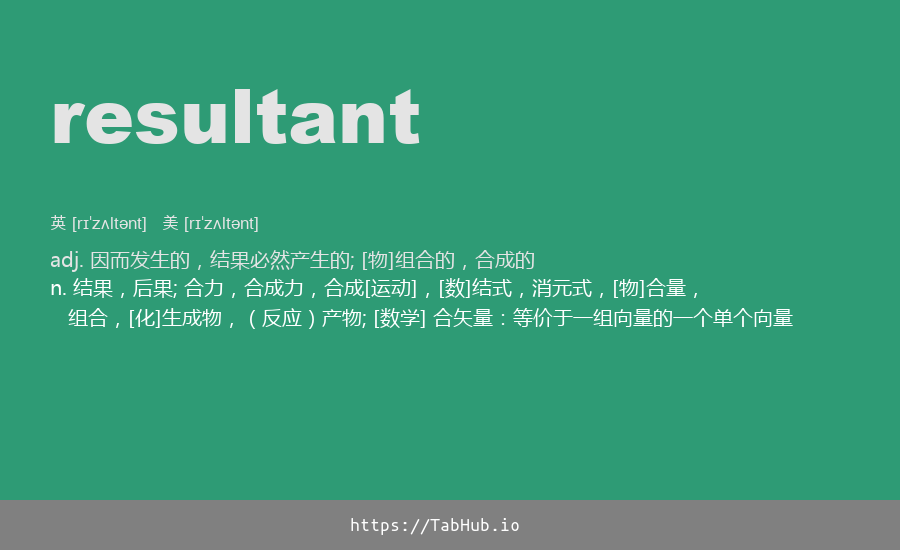 resultant
英 [rɪˈzʌltənt] 美 [rɪˈzʌltənt]
adj. 因而发生的，结果必然产生的; [物]组合的，合成的
n. 结果，后果; 合力，合成力，合成[运动]，[数]结式，消元式，[物]合量，
组合，[化]生成物，（反应）产物; [数学] 合矢量：等价于一组向量的一个单个向量
https://TabHub.io